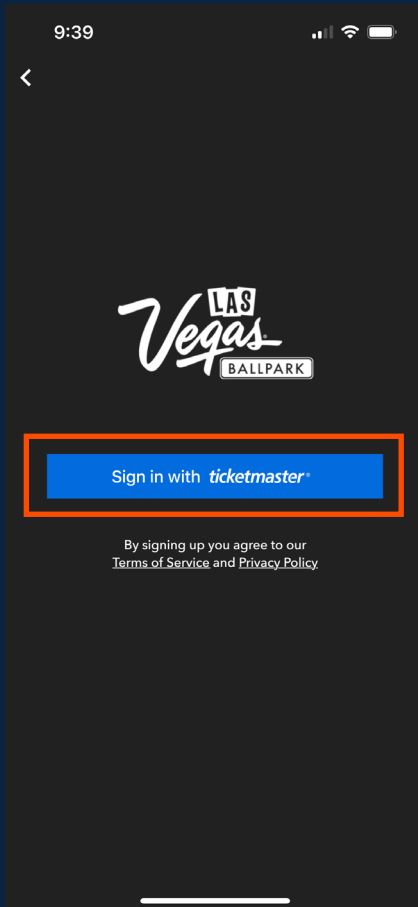 9:39
LAS
Vegas
BALLPARK
Sign in with ticketmaster®
By signing up you agree to our
Terms of Service and Privacy Policy